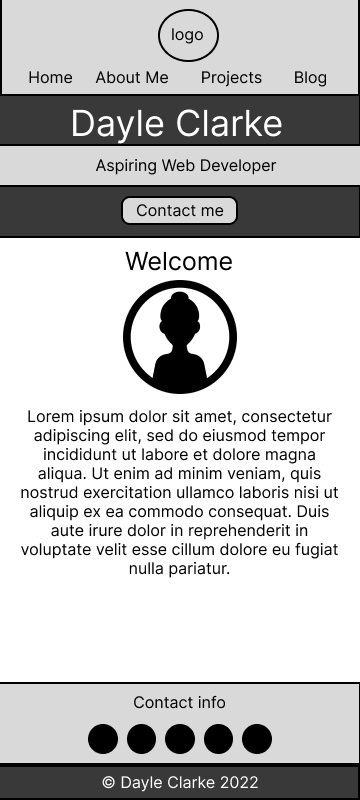 logo
Home About Me Projects Blog
Dayle Clarke
Aspiring Web Developer
Contact me
Welcome
Lorem ipsum dolor sit amet, consectetur
adipiscing elit, sed do eiusmod tempor
incididunt ut labore et dolore magna
aliqua. Ut enim ad minim veniam, quis
nostrud exercitation ullamco laboris nisi ut
aliquip ex ea commodo consequat. Duis
aute irure dolor in reprehenderit in
voluptate velit esse cillum dolore eu fugiat
nulla pariatur.
Contact info
© Dayle Clarke 2022